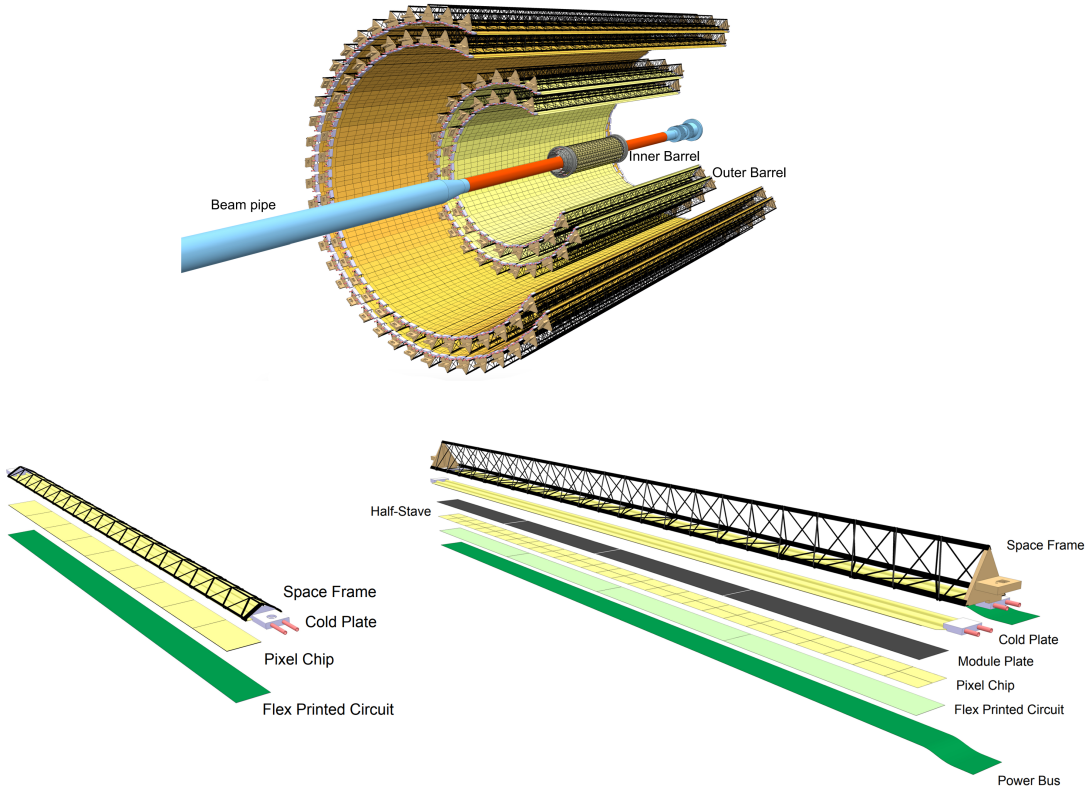 Inner Barrel
Outer Barrel
Beam pipe
Space Frame
Cold Plate
Pixel Chip
Flex Printed Circuit
Half-Stave
Space Frame
Cold Plate
Module Plate
Pixel Chip
Flex Printed Circuit
Power Bus